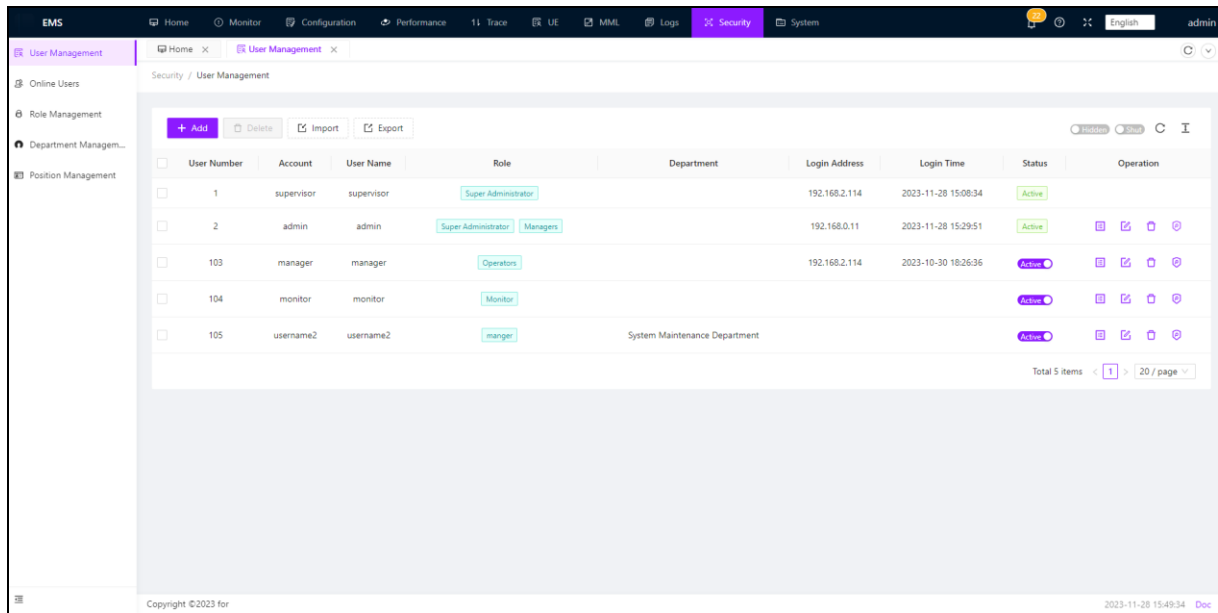 EMS Home Monitor Configuration Performance Trace UE MML Logs Security System 22 English admin
User Management
Online Users
Role Management
Department Managem...
Position Management
Home User Management
Security / User Management
+ Add Delete Import Export Hidden Shut
User Number Account User Name Role Department Login Address Login Time Status Operation
1 supervisor supervisor Super Administrator 192.168.2.114 2023-11-28 15:08:34 Active
2 admin admin Super Administrator Managers 192.168.0.11 2023-11-28 15:29:51 Active
103 manager manager Operators 192.168.2.114 2023-10-30 18:26:36 Active
104 monitor monitor Monitor Active
105 username2 username2 manger System Maintenance Department Active
Total 5 items < 1 > 20 / page
Copyright ©2023 for 2023-11-28 15:49:34 Doc